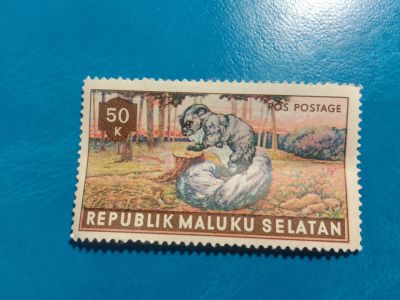 50
K
POS POSTAGE
REPUBLIK MALUKU SELATAN